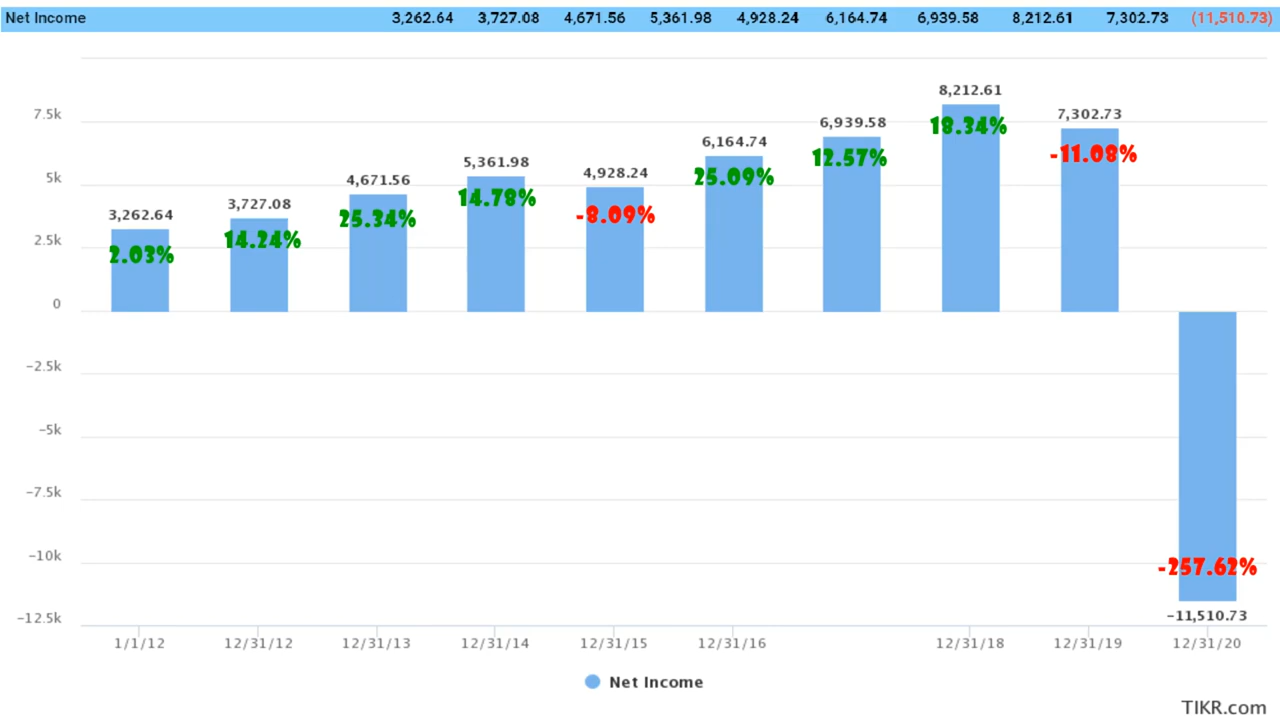 Net Income 3,262.64 3,727.08 4,671.56 5,361.98 4,928.24 6,164.74 6,939.58 8,212.61 7,302.73 (11,510.73)
8,212.61
7.5k
7,302.73
6,939.58
18.34%
6,164.74
-11.08%
12.57%
5,361.98
4,928.24
25.09%
5k
4,671.56
14.78%
3,727.08
3,262.64
-8.09%
25.34%
2.5k
14.24%
2.03%
0
−2.5k
−5k
−7.5k
−10k
-257.62%
−12.5k
−11,510.73
1/1/12 12/31/12 12/31/13 12/31/14 12/31/15 12/31/16 12/31/18 12/31/19 12/31/20
Net Income
TIKR.com